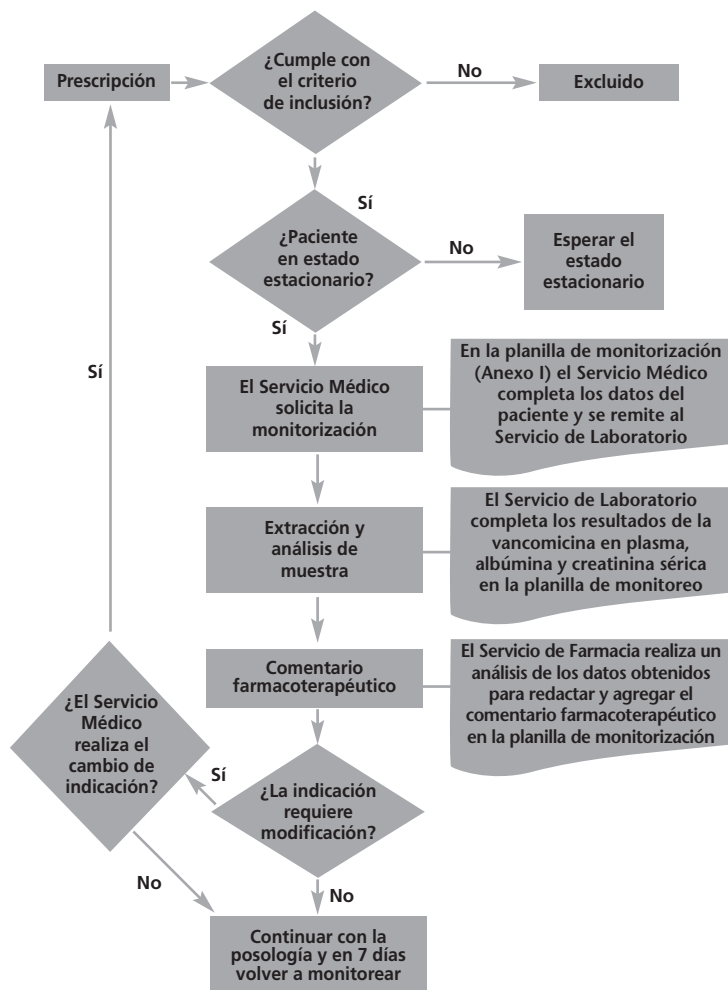 ¿Cumple con
el criterio
de inclusión?
Prescripción
No
Excluido
Sí
¿Paciente
en estado
estacionario?
No
Esperar el
estado
estacionario
Sí
Sí
El Servicio Médico
solicita la
monitorización
En la planilla de monitorización
(Anexo I) el Servicio Médico
completa los datos del
paciente y se remite al
Servicio de Laboratorio
Extracción y
análisis de
muestra
El Servicio de Laboratorio
completa los resultados de la
vancomicina en plasma,
albúmina y creatinina sérica
en la planilla de monitoreo
Comentario
farmacoterapéutico
El Servicio de Farmacia realiza un
análisis de los datos obtenidos
para redactar y agregar el
comentario farmacoterapéutico
en la planilla de monitorización
¿El Servicio
Médico
realiza el
cambio de
indicación?
Sí
¿La indicación
requiere
modificación?
No
No
Continuar con la
posología y en 7 días
volver a monitorear